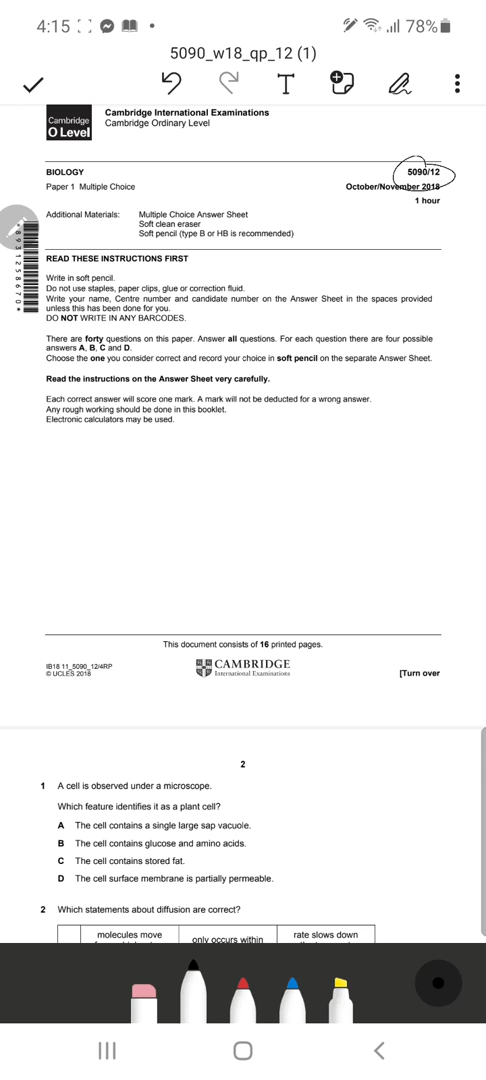 4:15
78%
5090_w18_qp_12 (1)
T
Cambridge
O Level
Cambridge International Examinations
Cambridge Ordinary Level
BIOLOGY
5090/12
Paper 1 Multiple Choice
October/November 2018
1 hour
Additional Materials: Multiple Choice Answer Sheet
Soft clean eraser
Soft pencil (type B or HB is recommended)
*8931258670*
READ THESE INSTRUCTIONS FIRST
Write in soft pencil.
Do not use staples, paper clips, glue or correction fluid.
Write your name, Centre number and candidate number on the Answer Sheet in the spaces provided
unless this has been done for you.
DO NOT WRITE IN ANY BARCODES.
There are forty questions on this paper. Answer all questions. For each question there are four possible
answers A, B, C and D.
Choose the one you consider correct and record your choice in soft pencil on the separate Answer Sheet.
Read the instructions on the Answer Sheet very carefully.
Each correct answer will score one mark. A mark will not be deducted for a wrong answer.
Any rough working should be done in this booklet.
Electronic calculators may be used.
This document consists of 16 printed pages.
IB18 11_5090_12/4RP
© UCLES 2018
CAMBRIDGE
International Examinations
[Turn over
2
1 A cell is observed under a microscope.
Which feature identifies it as a plant cell?
A The cell contains a single large sap vacuole.
B The cell contains glucose and amino acids.
C The cell contains stored fat.
D The cell surface membrane is partially permeable.
2 Which statements about diffusion are correct?
molecules move
only occurs within
rate slows down